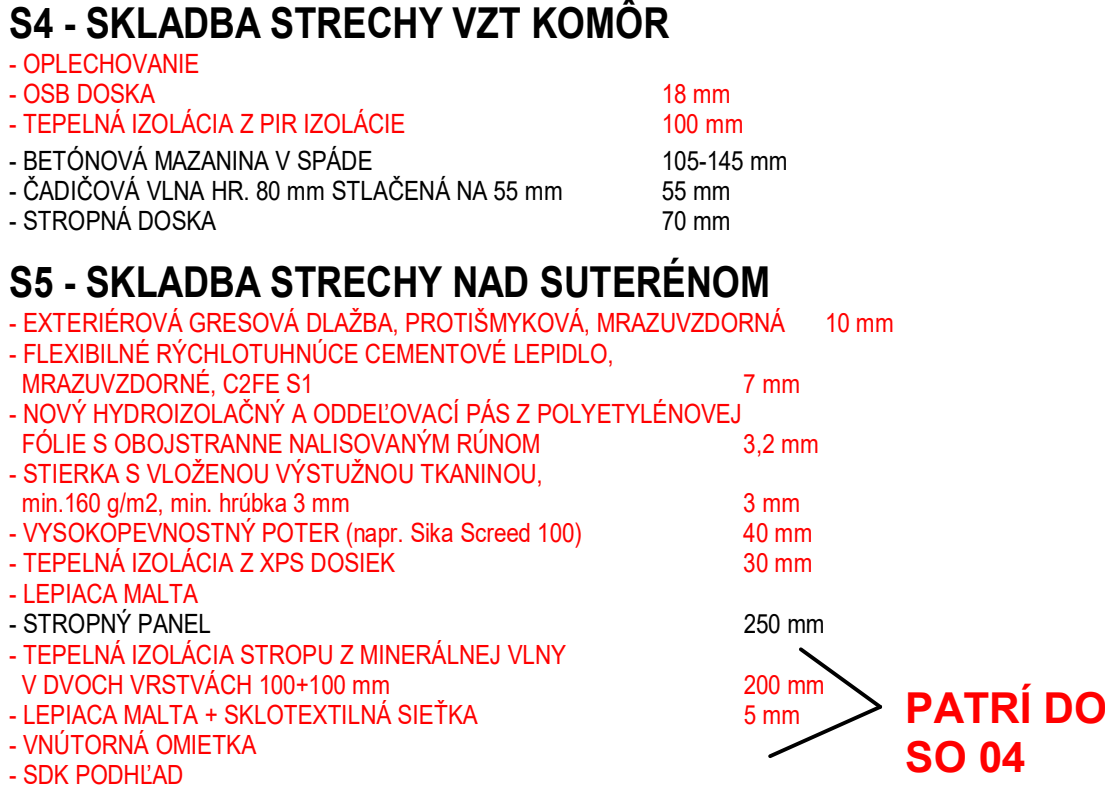 S4 - SKLADBA STRECHY VZT KOMÔR
- OPLECHOVANIE
- OSB DOSKA 18 mm
- TEPELNÁ IZOLÁCIA Z PIR IZOLÁCIE 100 mm
- BETÓNOVÁ MAZANINA V SPÁDE 105-145 mm
- ČADIČOVÁ VLNA HR. 80 mm STLAČENÁ NA 55 mm 55 mm
- STROPNÁ DOSKA 70 mm
S5 - SKLADBA STRECHY NAD SUTERÉNOM
- EXTERIÉROVÁ GRESOVÁ DLAŽBA, PROTIŠMYKOVÁ, MRAZUVZDORNÁ 10 mm
- FLEXIBILNÉ RÝCHLOTUHNÚCE CEMENTOVÉ LEPIDLO,
MRAZUVZDORNÉ, C2FE S1 7 mm
- NOVÝ HYDROIZOLAČNÝ A ODDEĽOVACÍ PÁS Z POLYETYLÉNOVEJ
FÓLIE S OBOJSTRANNE NALISOVANÝM RÚNOM 3,2 mm
- STIERKA S VLOŽENOU VÝSTUŽNOU TKANINOU,
min.160 g/m2, min. hrúbka 3 mm 3 mm
- VYSOKOPEVNOSTNÝ POTER (napr. Sika Screed 100) 40 mm
- TEPELNÁ IZOLÁCIA Z XPS DOSIEK 30 mm
- LEPIACA MALTA
- STROPNÝ PANEL 250 mm
- TEPELNÁ IZOLÁCIA STROPU Z MINERÁLNEJ VLNY
V DVOCH VRSTVÁCH 100+100 mm 200 mm
- LEPIACA MALTA + SKLOTEXTILNÁ SIEŤKA 5 mm
- VNÚTORNÁ OMIETKA
- SDK PODHĽAD
PATRÍ DO
SO 04